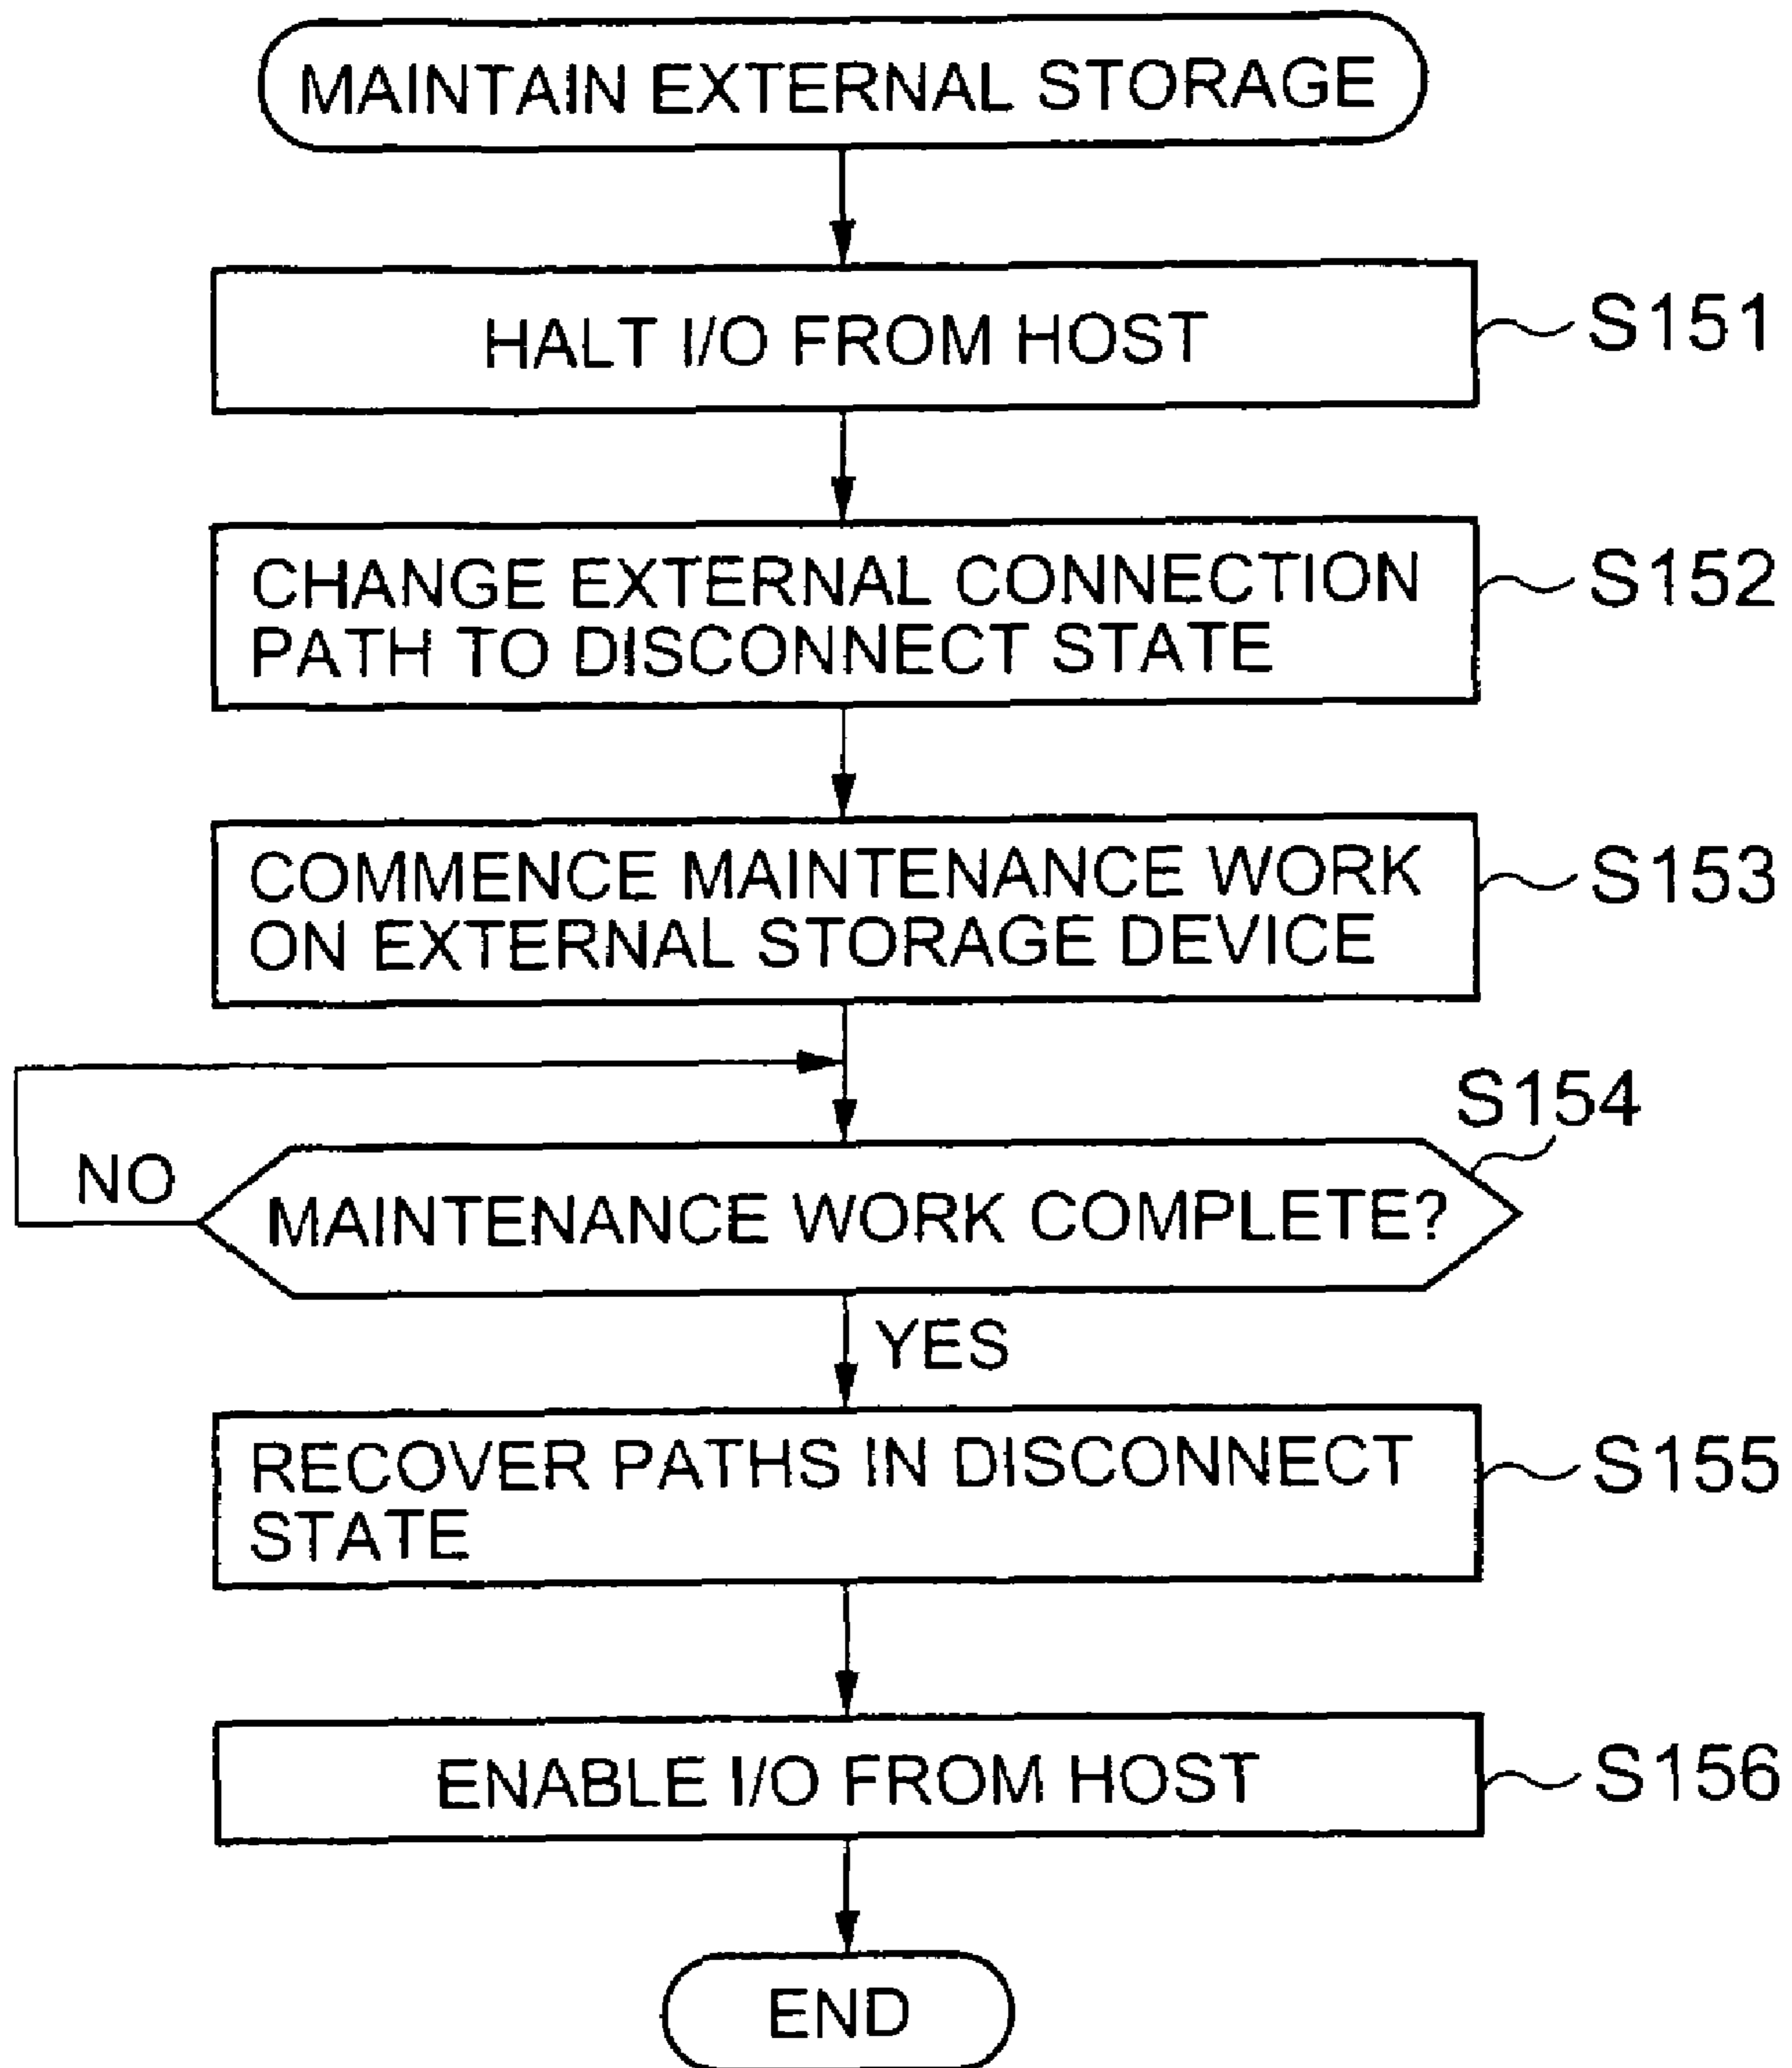 MAINTAIN EXTERNAL STORAGE
HALT I/O FROM HOST
S151
CHANGE EXTERNAL CONNECTION
PATH TO DISCONNECT STATE
S152
COMMENCE MAINTENANCE WORK
ON EXTERNAL STORAGE DEVICE
S153
S154
NO
MAINTENANCE WORK COMPLETE?
YES
RECOVER PATHS IN DISCONNECT
STATE
S155
ENABLE I/O FROM HOST
S156
END